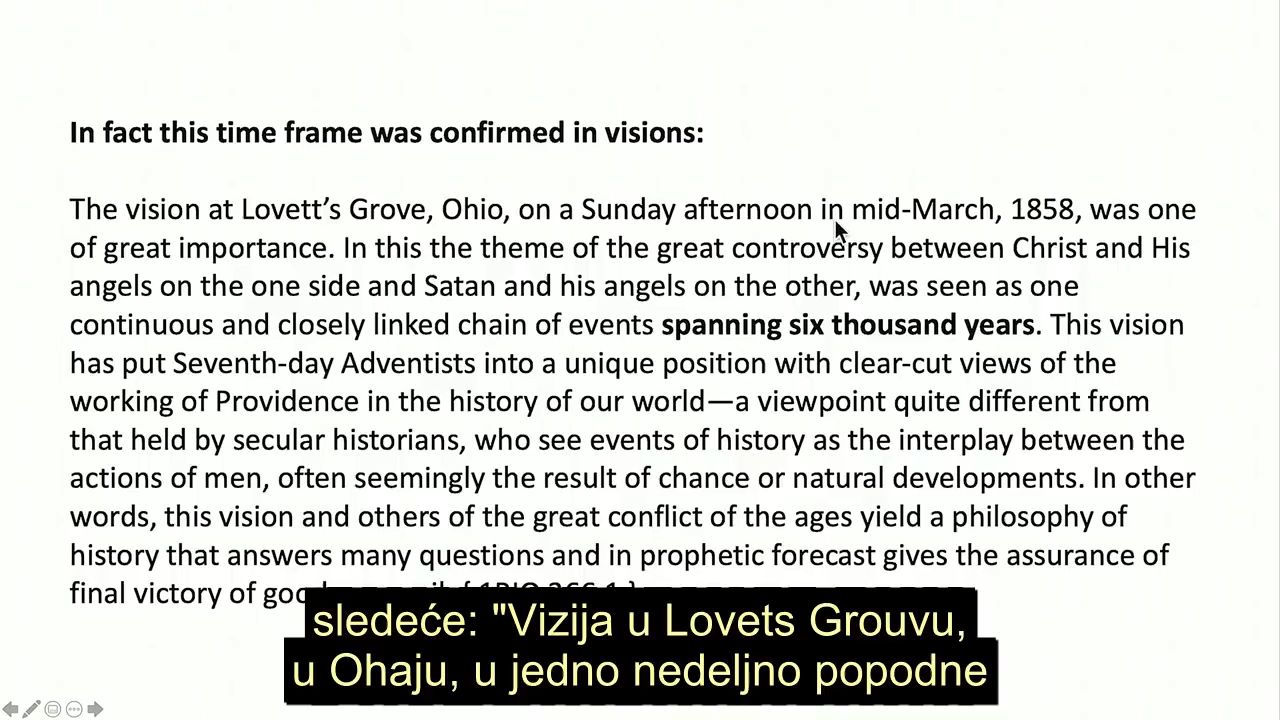 In fact this time frame was confirmed in visions:
The vision at Lovett’s Grove, Ohio, on a Sunday afternoon in mid-March, 1858, was one
of great importance. In this the theme of the great controversy between Christ and His
angels on the one side and Satan and his angels on the other, was seen as one
continuous and closely linked chain of events spanning six thousand years. This vision
has put Seventh-day Adventists into a unique position with clear-cut views of the
working of Providence in the history of our world—a viewpoint quite different from
that held by secular historians, who see events of history as the interplay between the
actions of men, often seemingly the result of chance or natural developments. In other
words, this vision and others of the great conflict of the ages yield a philosophy of
history that answers many questions and in prophetic forecast gives the assurance of
final victory of
sledeće: "Vizija u Lovets Grouvu,
u Ohaju, u jedno nedeljno popodne